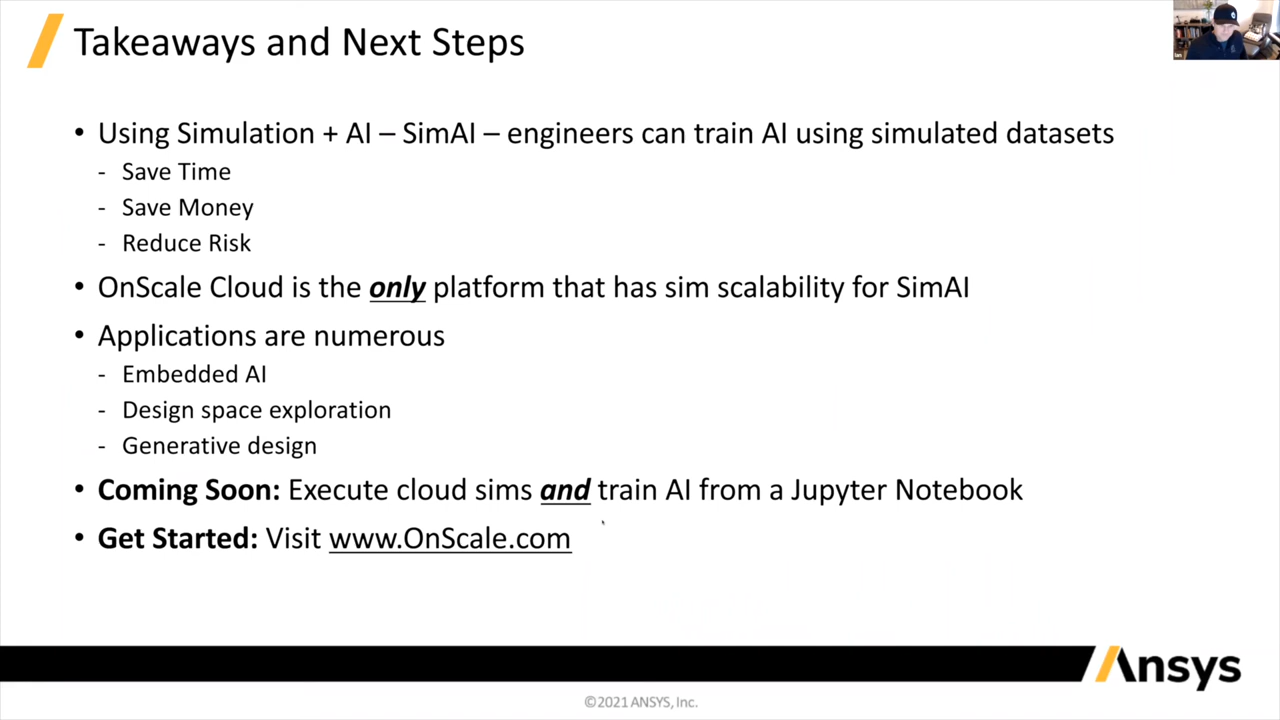 Takeaways and Next Steps
• Using Simulation + AI – SimAI – engineers can train AI using simulated datasets
- Save Time
- Save Money
- Reduce Risk
• OnScale Cloud is the only platform that has sim scalability for SimAI
• Applications are numerous
- Embedded AI
- Design space exploration
- Generative design
• Coming Soon: Execute cloud sims and train AI from a Jupyter Notebook
• Get Started: Visit www.OnScale.com
Ansys
©2021 ANSYS, Inc.